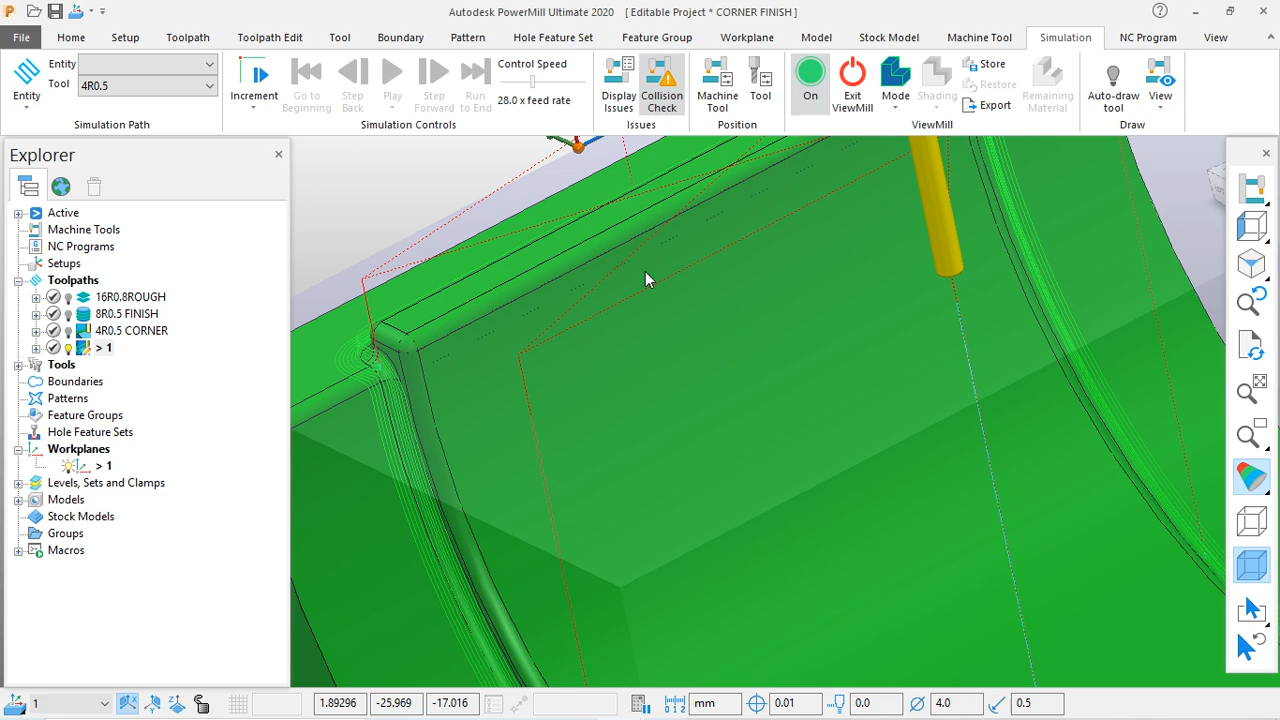 Autodesk PowerMill Ultimate 2020 [ Editable Project * CORNER FINISH ]
File Home Setup Toolpath Toolpath Edit Tool Boundary Pattern Hole Feature Set Feature Group Workplane Model Stock Model Machine Tool Simulation NC Program View
Entity
Entity
Tool 4R0.5
Simulation Path
Increment
Go to Beginning
Step Back
Play
Step Forward
Run to End
Control Speed
28.0 x feed rate
Simulation Controls
Display Issues
Collision Check
Issues
Machine Tool
Tool
Position
On
Exit ViewMill
Mode
Shading
Store
Restore
Export
Remaining Material
ViewMill
Auto-draw tool
View
Draw
Explorer
Active
Machine Tools
NC Programs
Setups
Toolpaths
16R0.8ROUGH
8R0.5 FINISH
4R0.5 CORNER
> 1
Tools
Boundaries
Patterns
Feature Groups
Hole Feature Sets
Workplanes
> 1
Levels, Sets and Clamps
Models
Stock Models
Groups
Macros
1 1.89296 -25.969 -17.016 mm 0.01 0.0 4.0 0.5